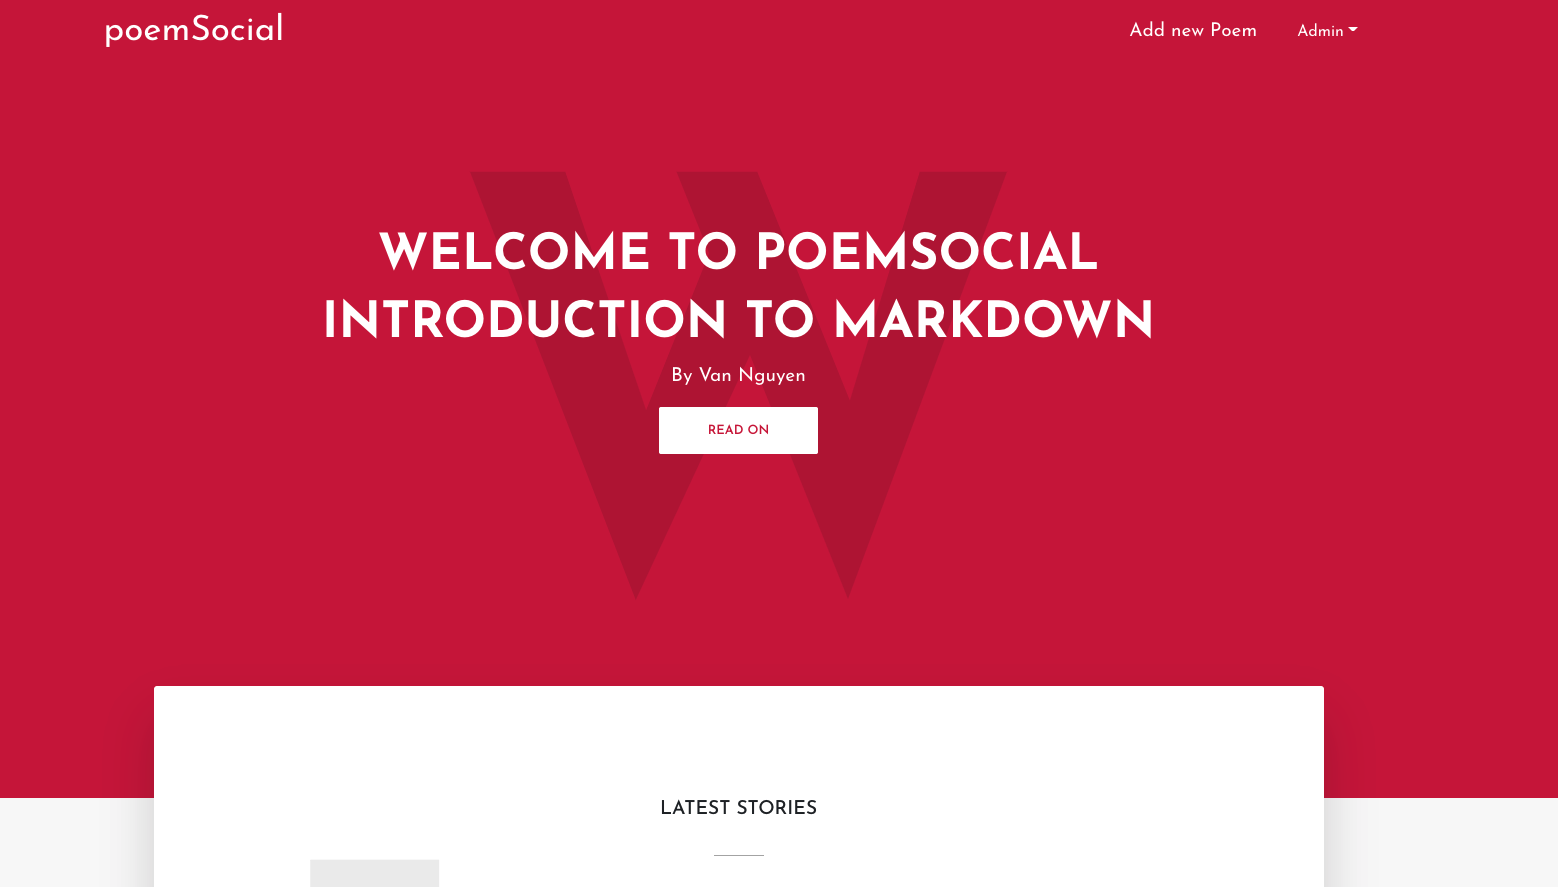 poemSocial
Add new Poem
Admin
W
WELCOME TO POEMSOCIAL
INTRODUCTION TO MARKDOWN
By Van Nguyen
READ ON
LATEST STORIES